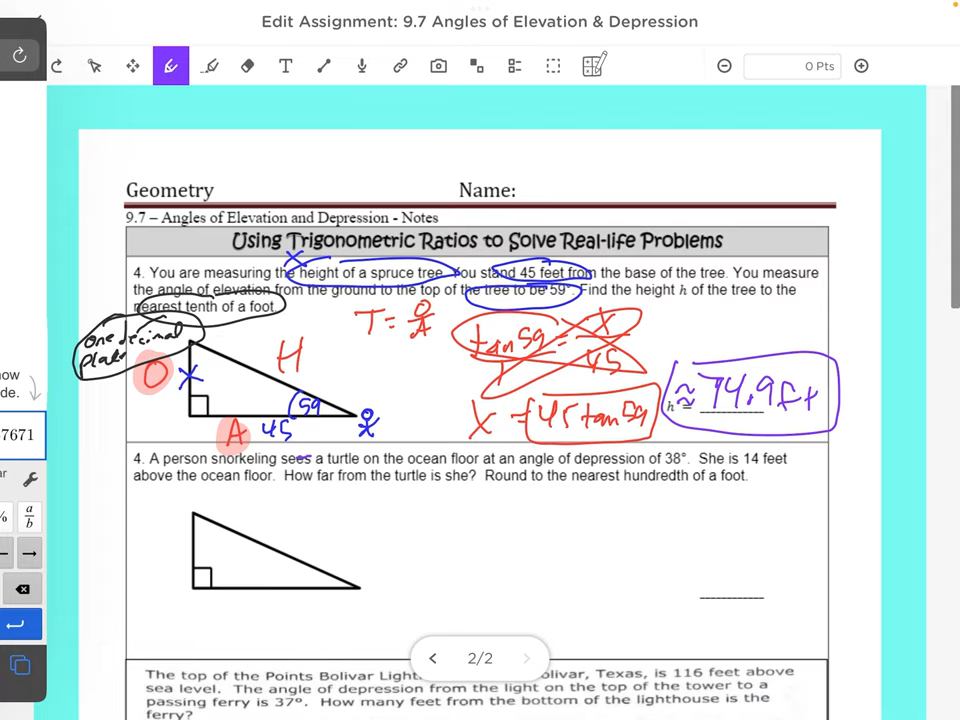 Edit Assignment: 9.7 Angles of Elevation & Depression
0 Pts
Geometry Name:
9.7 – Angles of Elevation and Depression - Notes
Using Trigonometric Ratios to Solve Real-life Problems
4. You are measuring the height of a spruce tree. You stand 45 feet from the base of the tree. You measure
the angle of elevation from the ground to the top of the tree to be 59°. Find the height h of the tree to the
nearest tenth of a foot.
one decimal
place
X
T = O/A
tan 59 = x/45
1
H
O
X
59
A
45
x = 45 tan 59
h = ≈ 74.9 ft
now
de.
7671
ar
%
a
b
4. A person snorkeling sees a turtle on the ocean floor at an angle of depression of 38°. She is 14 feet
above the ocean floor. How far from the turtle is she? Round to the nearest hundredth of a foot.
2/2
The top of the Points Bolivar Light olivar, Texas, is 116 feet above
sea level. The angle of depression from the light on the top of the tower to a
passing ferry is 37°. How many feet from the bottom of the lighthouse is the
ferry?